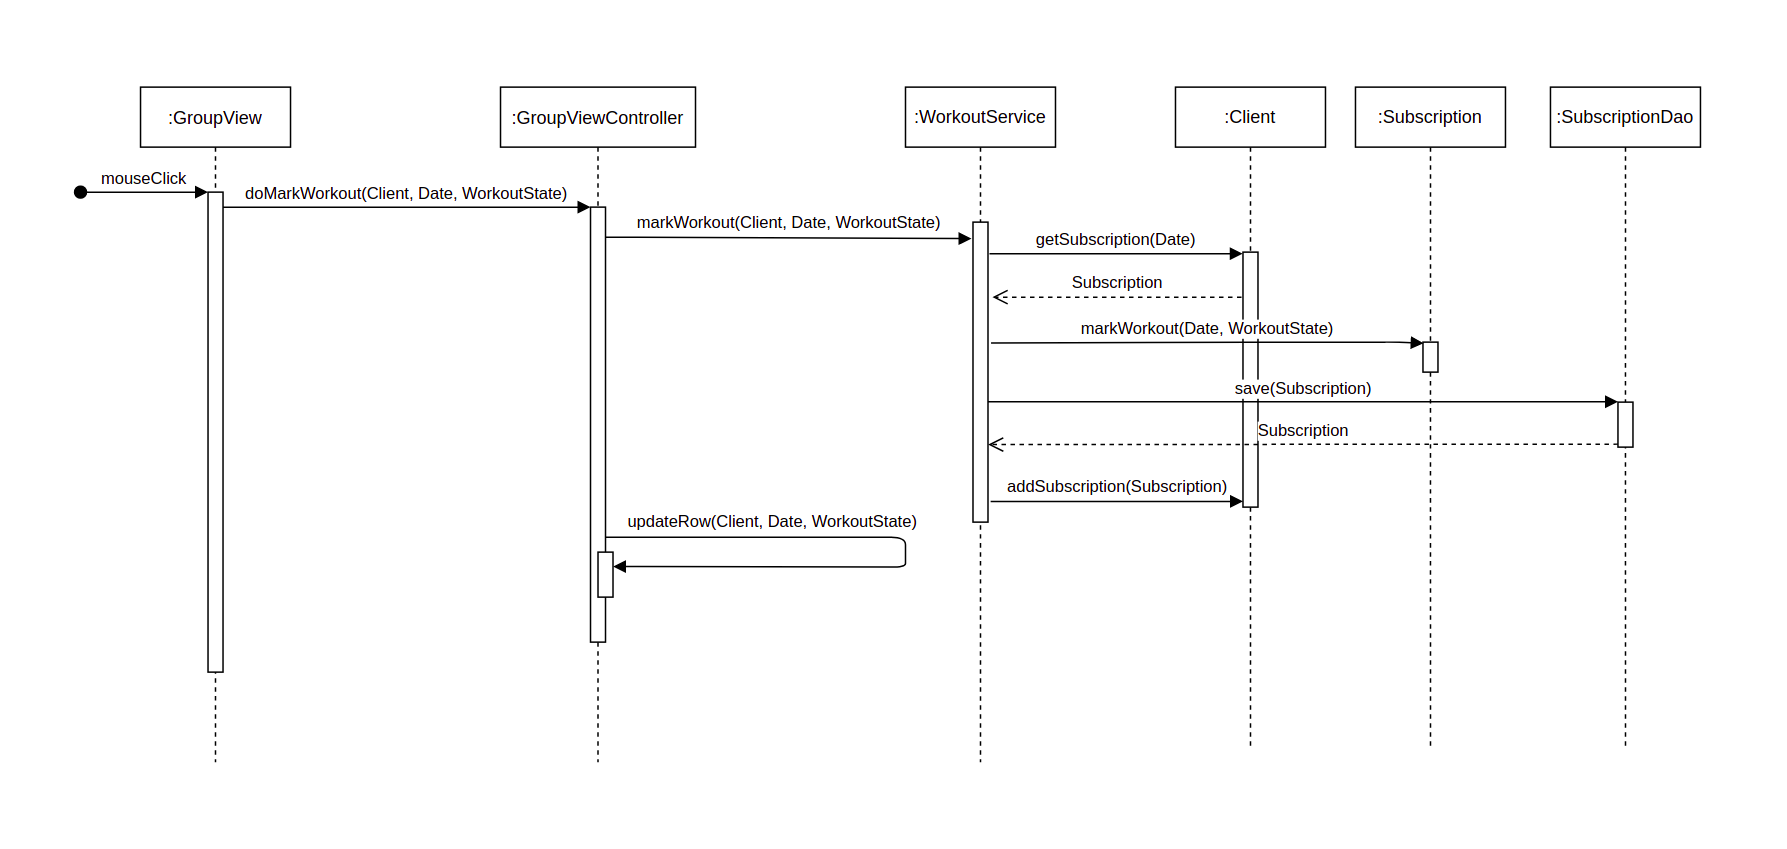 :GroupView
:GroupViewController
:WorkoutService
:Client
:Subscription
:SubscriptionDao
mouseClick
doMarkWorkout(Client, Date, WorkoutState)
markWorkout(Client, Date, WorkoutState)
getSubscription(Date)
Subscription
markWorkout(Date, WorkoutState)
save(Subscription)
Subscription
addSubscription(Subscription)
updateRow(Client, Date, WorkoutState)